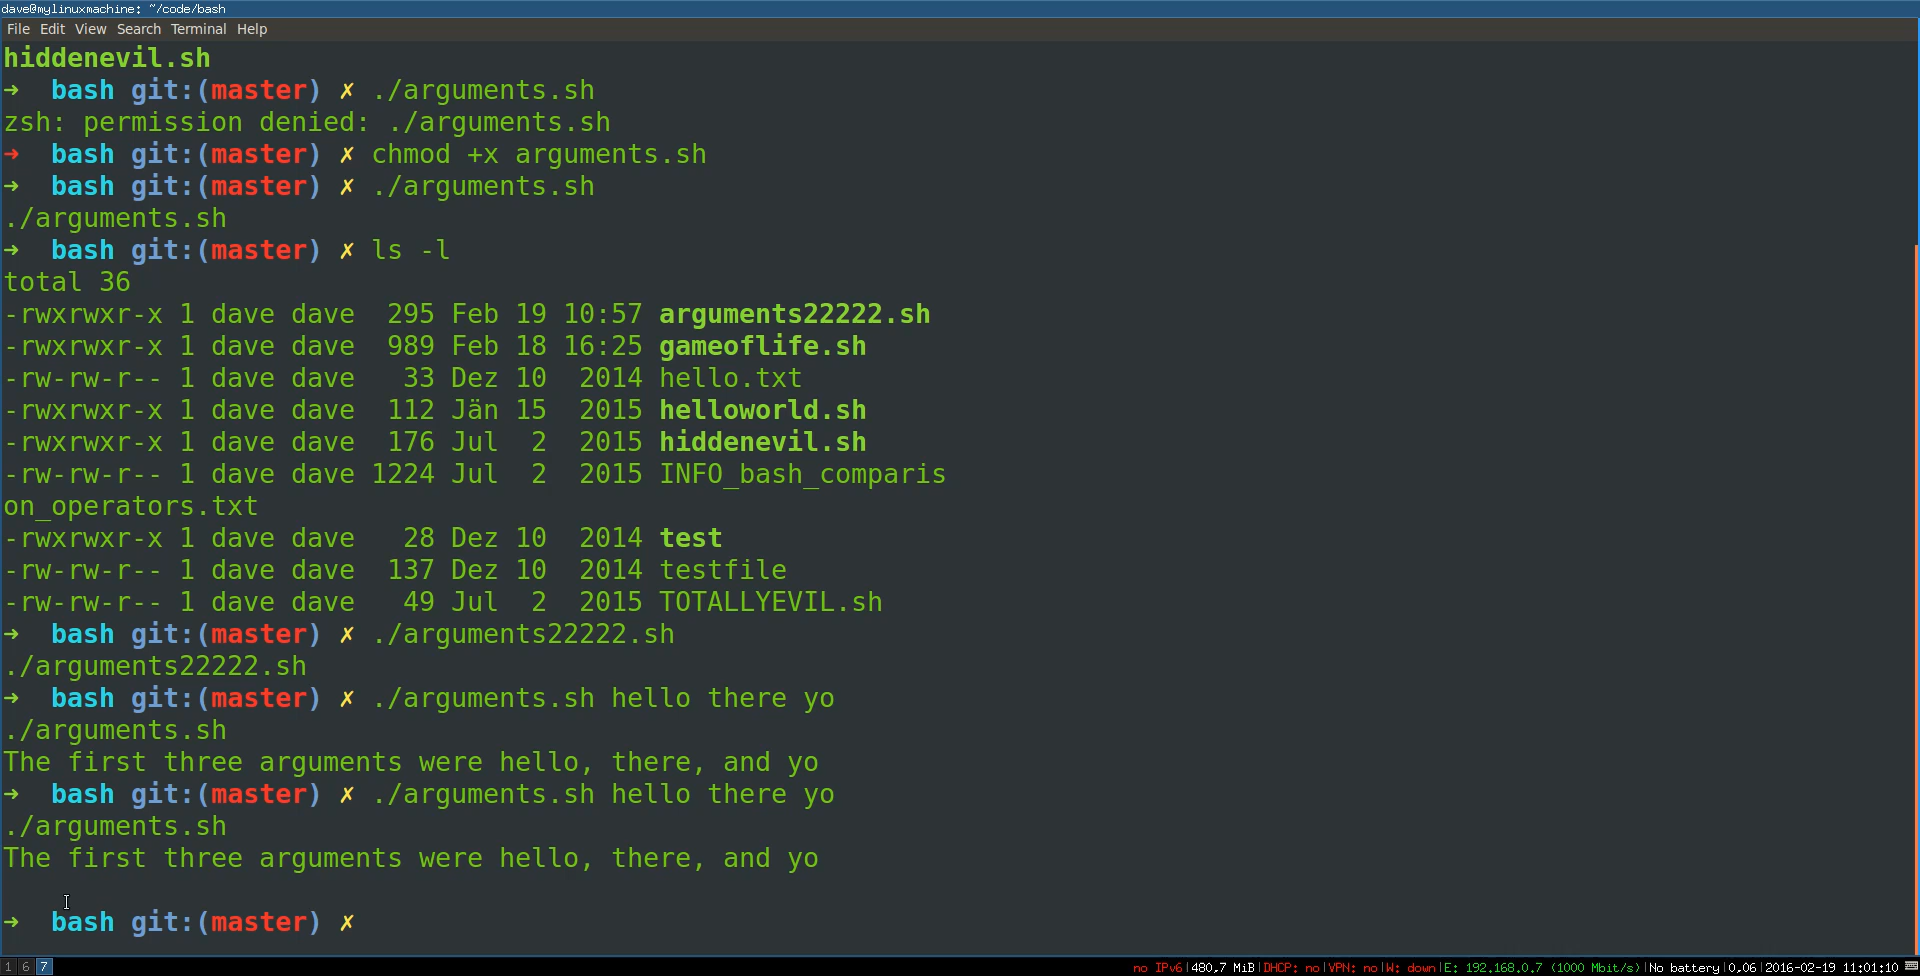 dave@mylinuxmachine: ~/code/bash
File Edit View Search Terminal Help
hiddenevil.sh
➜  bash git:(master) ✗ ./arguments.sh
zsh: permission denied: ./arguments.sh
➜  bash git:(master) ✗ chmod +x arguments.sh
➜  bash git:(master) ✗ ./arguments.sh
./arguments.sh
➜  bash git:(master) ✗ ls -l
total 36
-rwxrwxr-x 1 dave dave  295 Feb 19 10:57 arguments22222.sh
-rwxrwxr-x 1 dave dave  989 Feb 18 16:25 gameoflife.sh
-rw-rw-r-- 1 dave dave   33 Dez 10  2014 hello.txt
-rwxrwxr-x 1 dave dave  112 Jän 15  2015 helloworld.sh
-rwxrwxr-x 1 dave dave  176 Jul  2  2015 hiddenevil.sh
-rw-rw-r-- 1 dave dave 1224 Jul  2  2015 INFO_bash_comparis
on_operators.txt
-rwxrwxr-x 1 dave dave   28 Dez 10  2014 test
-rw-rw-r-- 1 dave dave  137 Dez 10  2014 testfile
-rw-rw-r-- 1 dave dave   49 Jul  2  2015 TOTALLYEVIL.sh
➜  bash git:(master) ✗ ./arguments22222.sh
./arguments22222.sh
➜  bash git:(master) ✗ ./arguments.sh hello there yo
./arguments.sh
The first three arguments were hello, there, and yo
➜  bash git:(master) ✗ ./arguments.sh hello there yo
./arguments.sh
The first three arguments were hello, there, and yo
➜  bash git:(master) ✗
1 6 7 no IPv6|480,7 MiB|DHCP: no|VPN: no|W: down|E: 192.168.0.7 (1000 Mbit/s)|No battery|0,06|2016-02-19 11:01:10